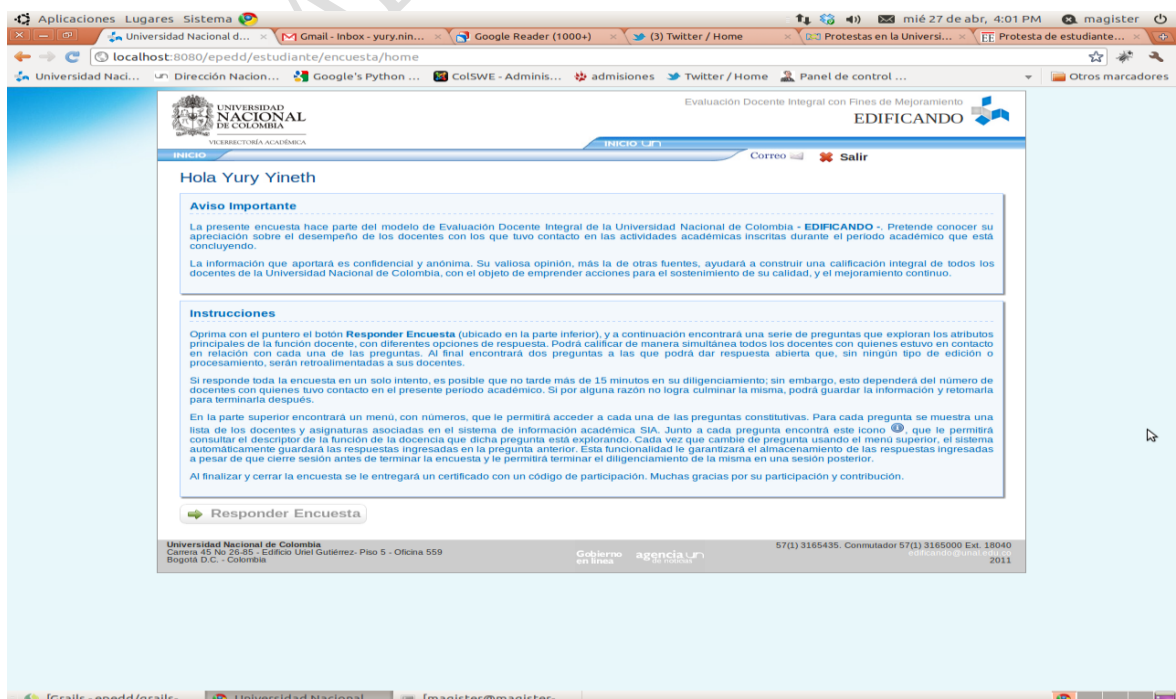 Aplicaciones Lugares Sistema mié 27 de abr, 4:01 PM magister
Universidad Nacional d... Gmail - Inbox - yury.nin... Google Reader (1000+) (3) Twitter / Home Protestas en la Universi... EE Protesta de estudiante...
localhost:8080/epedd/estudiante/encuesta/home
Universidad Naci... Dirección Nacion... Google's Python ... ColSWE - Adminis... admisiones Twitter / Home Panel de control ... Otros marcadores
UNIVERSIDAD
NACIONAL
DE COLOMBIA
VICERRECTORÍA ACADÉMICA
Evaluación Docente Integral con Fines de Mejoramiento
EDIFICANDO
INICIO UN
INICIO
Correo Salir
Hola Yury Yineth
Aviso Importante
La presente encuesta hace parte del modelo de Evaluación Docente Integral de la Universidad Nacional de Colombia - EDIFICANDO -. Pretende conocer su
apreciación sobre el desempeño de los docentes con los que tuvo contacto en las actividades académicas inscritas durante el periodo académico que está
concluyendo.
La información que aportará es confidencial y anónima. Su valiosa opinión, más la de otras fuentes, ayudará a construir una calificación integral de todos los
docentes de la Universidad Nacional de Colombia, con el objeto de emprender acciones para el sostenimiento de su calidad, y el mejoramiento continuo.
Instrucciones
Oprima con el puntero el botón Responder Encuesta (ubicado en la parte inferior), y a continuación encontrará una serie de preguntas que exploran los atributos
principales de la función docente, con diferentes opciones de respuesta. Podrá calificar de manera simultánea todos los docentes con quienes estuvo en contacto
en relación con cada una de las preguntas. Al final encontrará dos preguntas a las que podrá dar respuesta abierta que, sin ningún tipo de edición o
procesamiento, serán retroalimentadas a sus docentes.
Si responde toda la encuesta en un solo intento, es posible que no tarde más de 15 minutos en su diligenciamiento; sin embargo, esto dependerá del número de
docentes con quienes tuvo contacto en el presente periodo académico. Si por alguna razón no logra culminar la misma, podrá guardar la información y retomarla
para terminarla después.
En la parte superior encontrará un menú, con números, que le permitirá acceder a cada una de las preguntas constitutivas. Para cada pregunta se muestra una
lista de los docentes y asignaturas asociadas en el sistema de información académica SIA. Junto a cada pregunta encontrá este icono , que le permitirá
consultar el descriptor de la función de la docencia que dicha pregunta está explorando. Cada vez que cambie de pregunta usando el menú superior, el sistema
automáticamente guardará las respuestas ingresadas en la pregunta anterior. Esta funcionalidad le garantizará el almacenamiento de las respuestas ingresadas
a pesar de que cierre sesión antes de terminar la encuesta y le permitirá terminar el diligenciamiento de la misma en una sesión posterior.
Al finalizar y cerrar la encuesta se le entregará un certificado con un código de participación. Muchas gracias por su participación y contribución.
Responder Encuesta
Universidad Nacional de Colombia
Carrera 45 No 26-85 - Edificio Uriel Gutiérrez- Piso 5 - Oficina 559
Bogotá D.C. - Colombia
Gobierno
en línea
agencia un
de noticias
57(1) 3165435. Conmutador 57(1) 3165000 Ext. 18040
edificando@unal.edu.co
2011
[Grails - epedd/grails- Universidad Nacional [magister@magister-